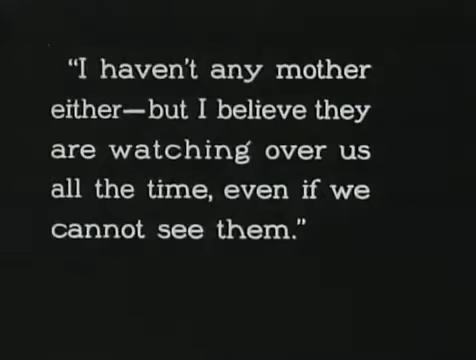 “I haven't any mother
either—but I believe they
are watching over us
all the time, even if we
cannot see them.”